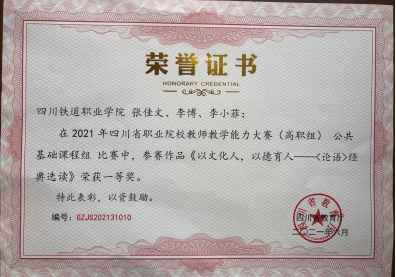 荣誉证书
HONORARY CREDENTIAL
四川铁道职业学院 张佳文、李博、李小菲：
在 2021 年四川省职业院校教师教学能力大赛（高职组） 公共
基础课程组 比赛中，参赛作品《以文化人，以德育人——<论语>经
典选读》荣获一等奖。
特此表彰，以资鼓励。
编号：GZJS202131010
四川省教育厅
二〇二一年六月